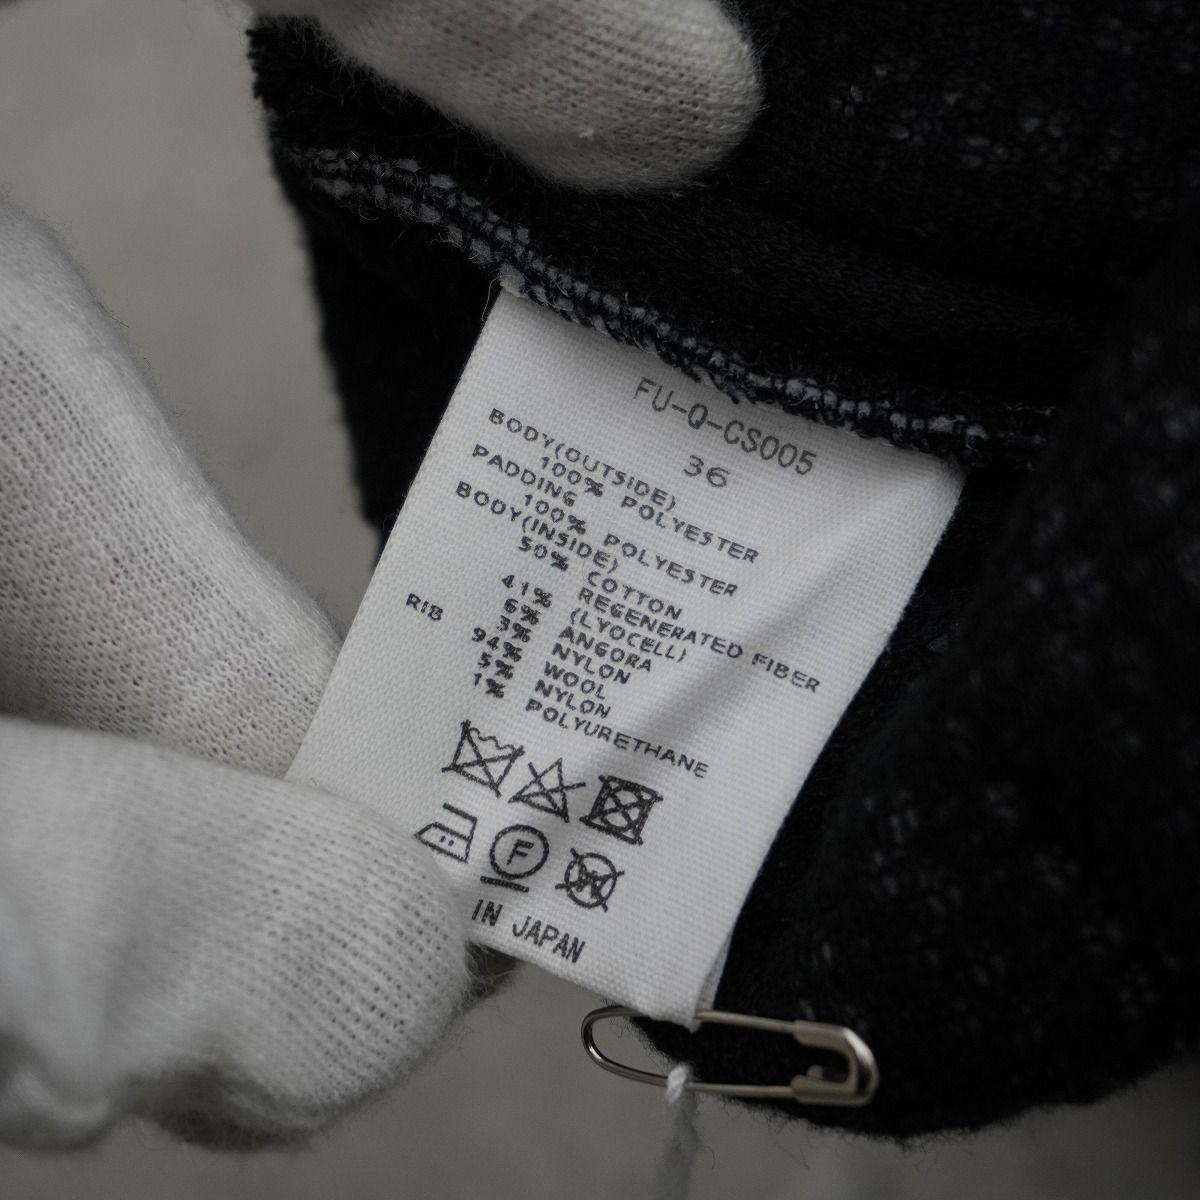 FU-Q-CS005
36
BODY(OUTSIDE)
100% POLYESTER
PADDING
100% POLYESTER
BODY(INSIDE)
50% COTTON
41% REGENERATED FIBER
(LYOCELL)
6% ANGORA
3% NYLON
RIB 94% WOOL
5% NYLON
1% POLYURETHANE
F
W
IN JAPAN